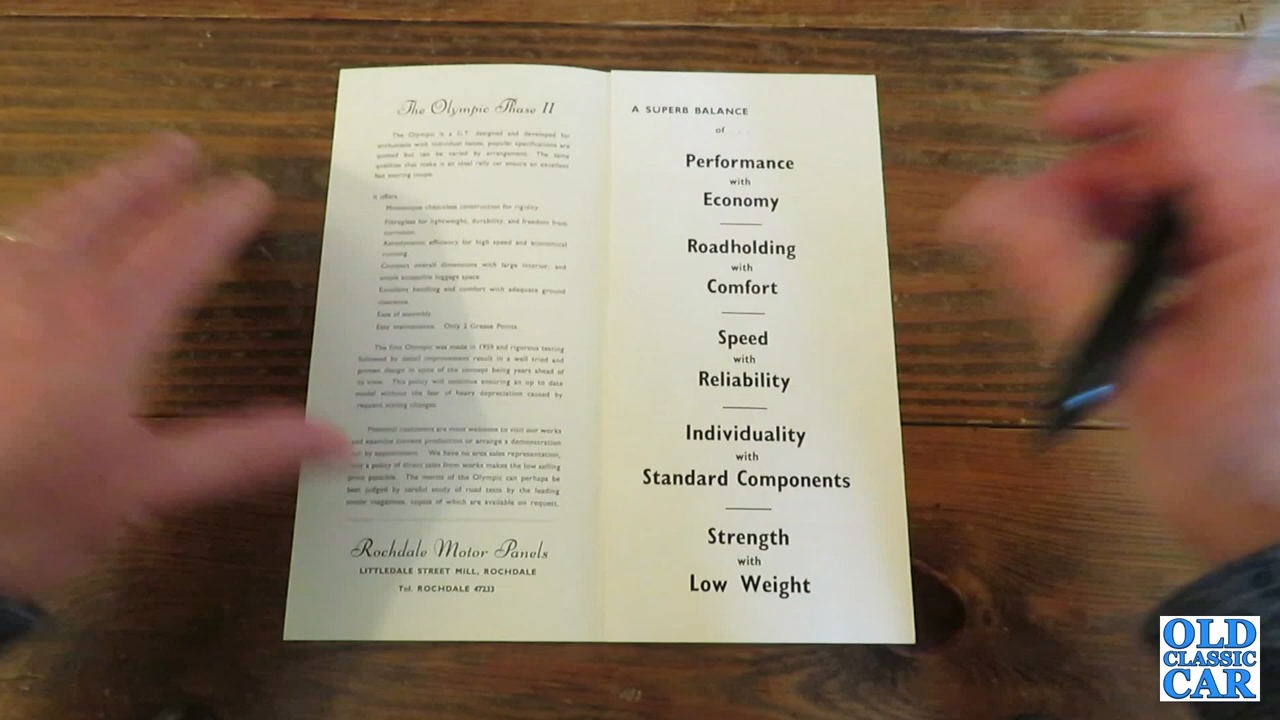 The Olympic Phase II
The Olympic is a G.T. designed and developed for
enthusiasts with individual tastes, popular specifications are
quoted but can be varied by arrangement. The same
qualities that make it an ideal rally car ensure an excellent
fast touring coupe.
It offers
Monocoque chassisless construction for rigidity.
Fibreglass for lightweight, durability, and freedom from
corrosion.
Aerodynamic efficiency for high speed and economical
running.
Compact overall dimensions with large interior, and
ample accessible luggage space.
Excellent handling and comfort with adequate ground
clearance.
Ease of assembly.
Easy maintenance. Only 2 Grease Points.
The first Olympic was made in 1959 and rigorous testing
followed by detail improvements result in a well tried and
proven design in spite of the concept being years ahead of
its time. This policy will continue ensuring an up to date
model without the fear of heavy depreciation caused by
frequent styling changes.
Potential customers are most welcome to visit our works
and examine current production or arrange a demonstration
by appointment. We have no area sales representation,
a policy of direct sales from works makes the low selling
price possible. The merits of the Olympic can perhaps be
best judged by careful study of road tests by the leading
motor magazines, copies of which are available on request.
Rochdale Motor Panels
LITTLEDALE STREET MILL, ROCHDALE
Tel. ROCHDALE 47233
A SUPERB BALANCE
of . . .
Performance
with
Economy
Roadholding
with
Comfort
Speed
with
Reliability
Individuality
with
Standard Components
Strength
with
Low Weight
OLD
CLASSIC
CAR